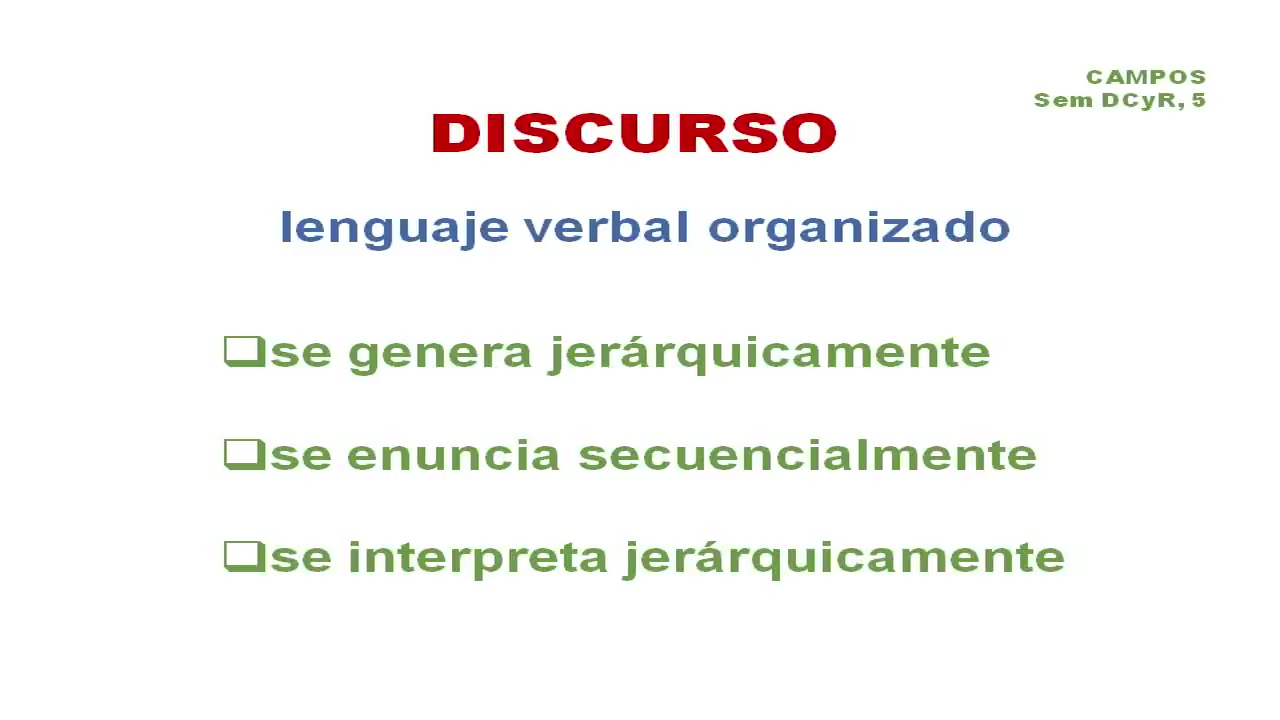 CAMPOS
Sem DCyR, 5
DISCURSO
lenguaje verbal organizado
❑se genera jerárquicamente
❑se enuncia secuencialmente
❑se interpreta jerárquicamente